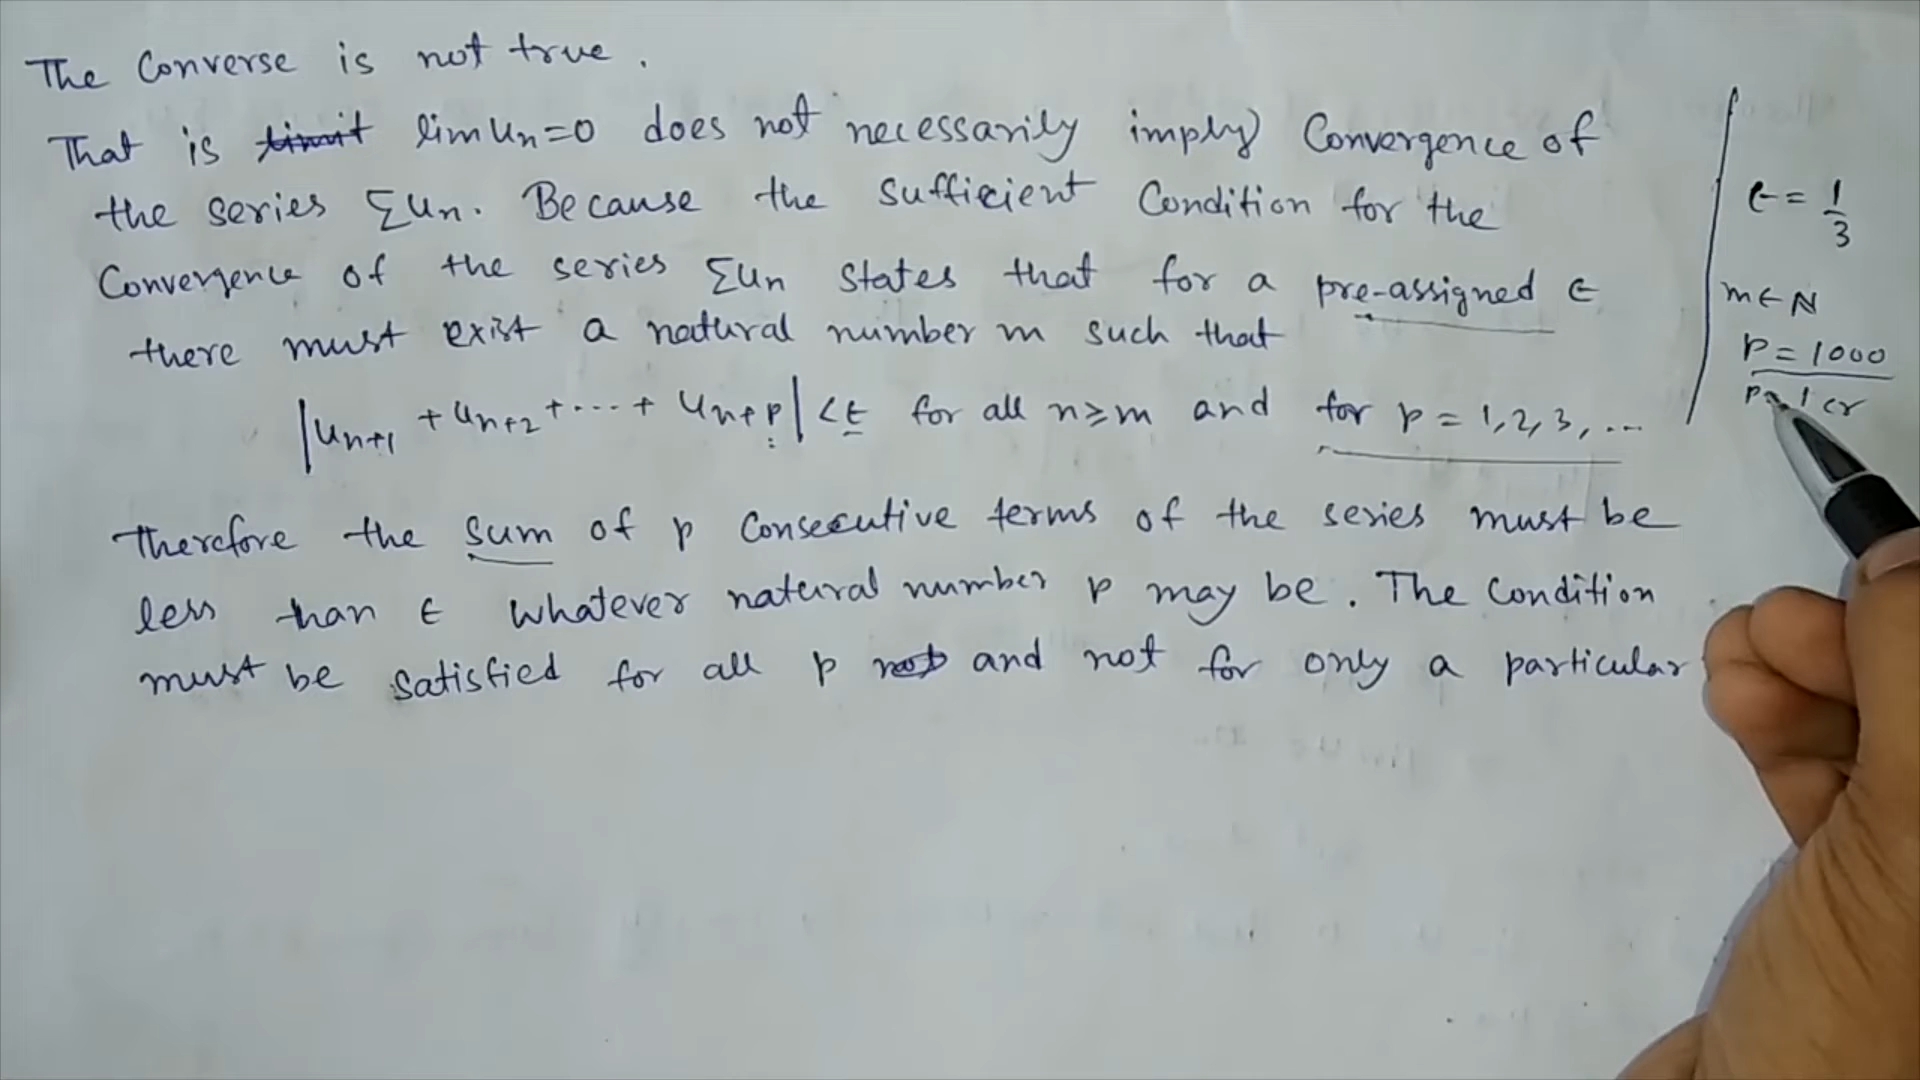 The Converse is not true.
That is limit lim un=0 does not necessarily imply Convergence of
the series Σun. Because the sufficient Condition for the
Convergence of the series Σun states that for a pre-assigned ε
there must exist a natural number m such that
|un+1 + un+2 + ... + un+p| < ε for all n ≥ m and for p = 1, 2, 3, ...
Therefore the sum of p Consecutive terms of the series must be
less than ε whatever natural number p may be. The Condition
must be satisfied for all p not and not for only a particular
ε = 1/3
m ∈ N
p = 1000
p = 1 cr